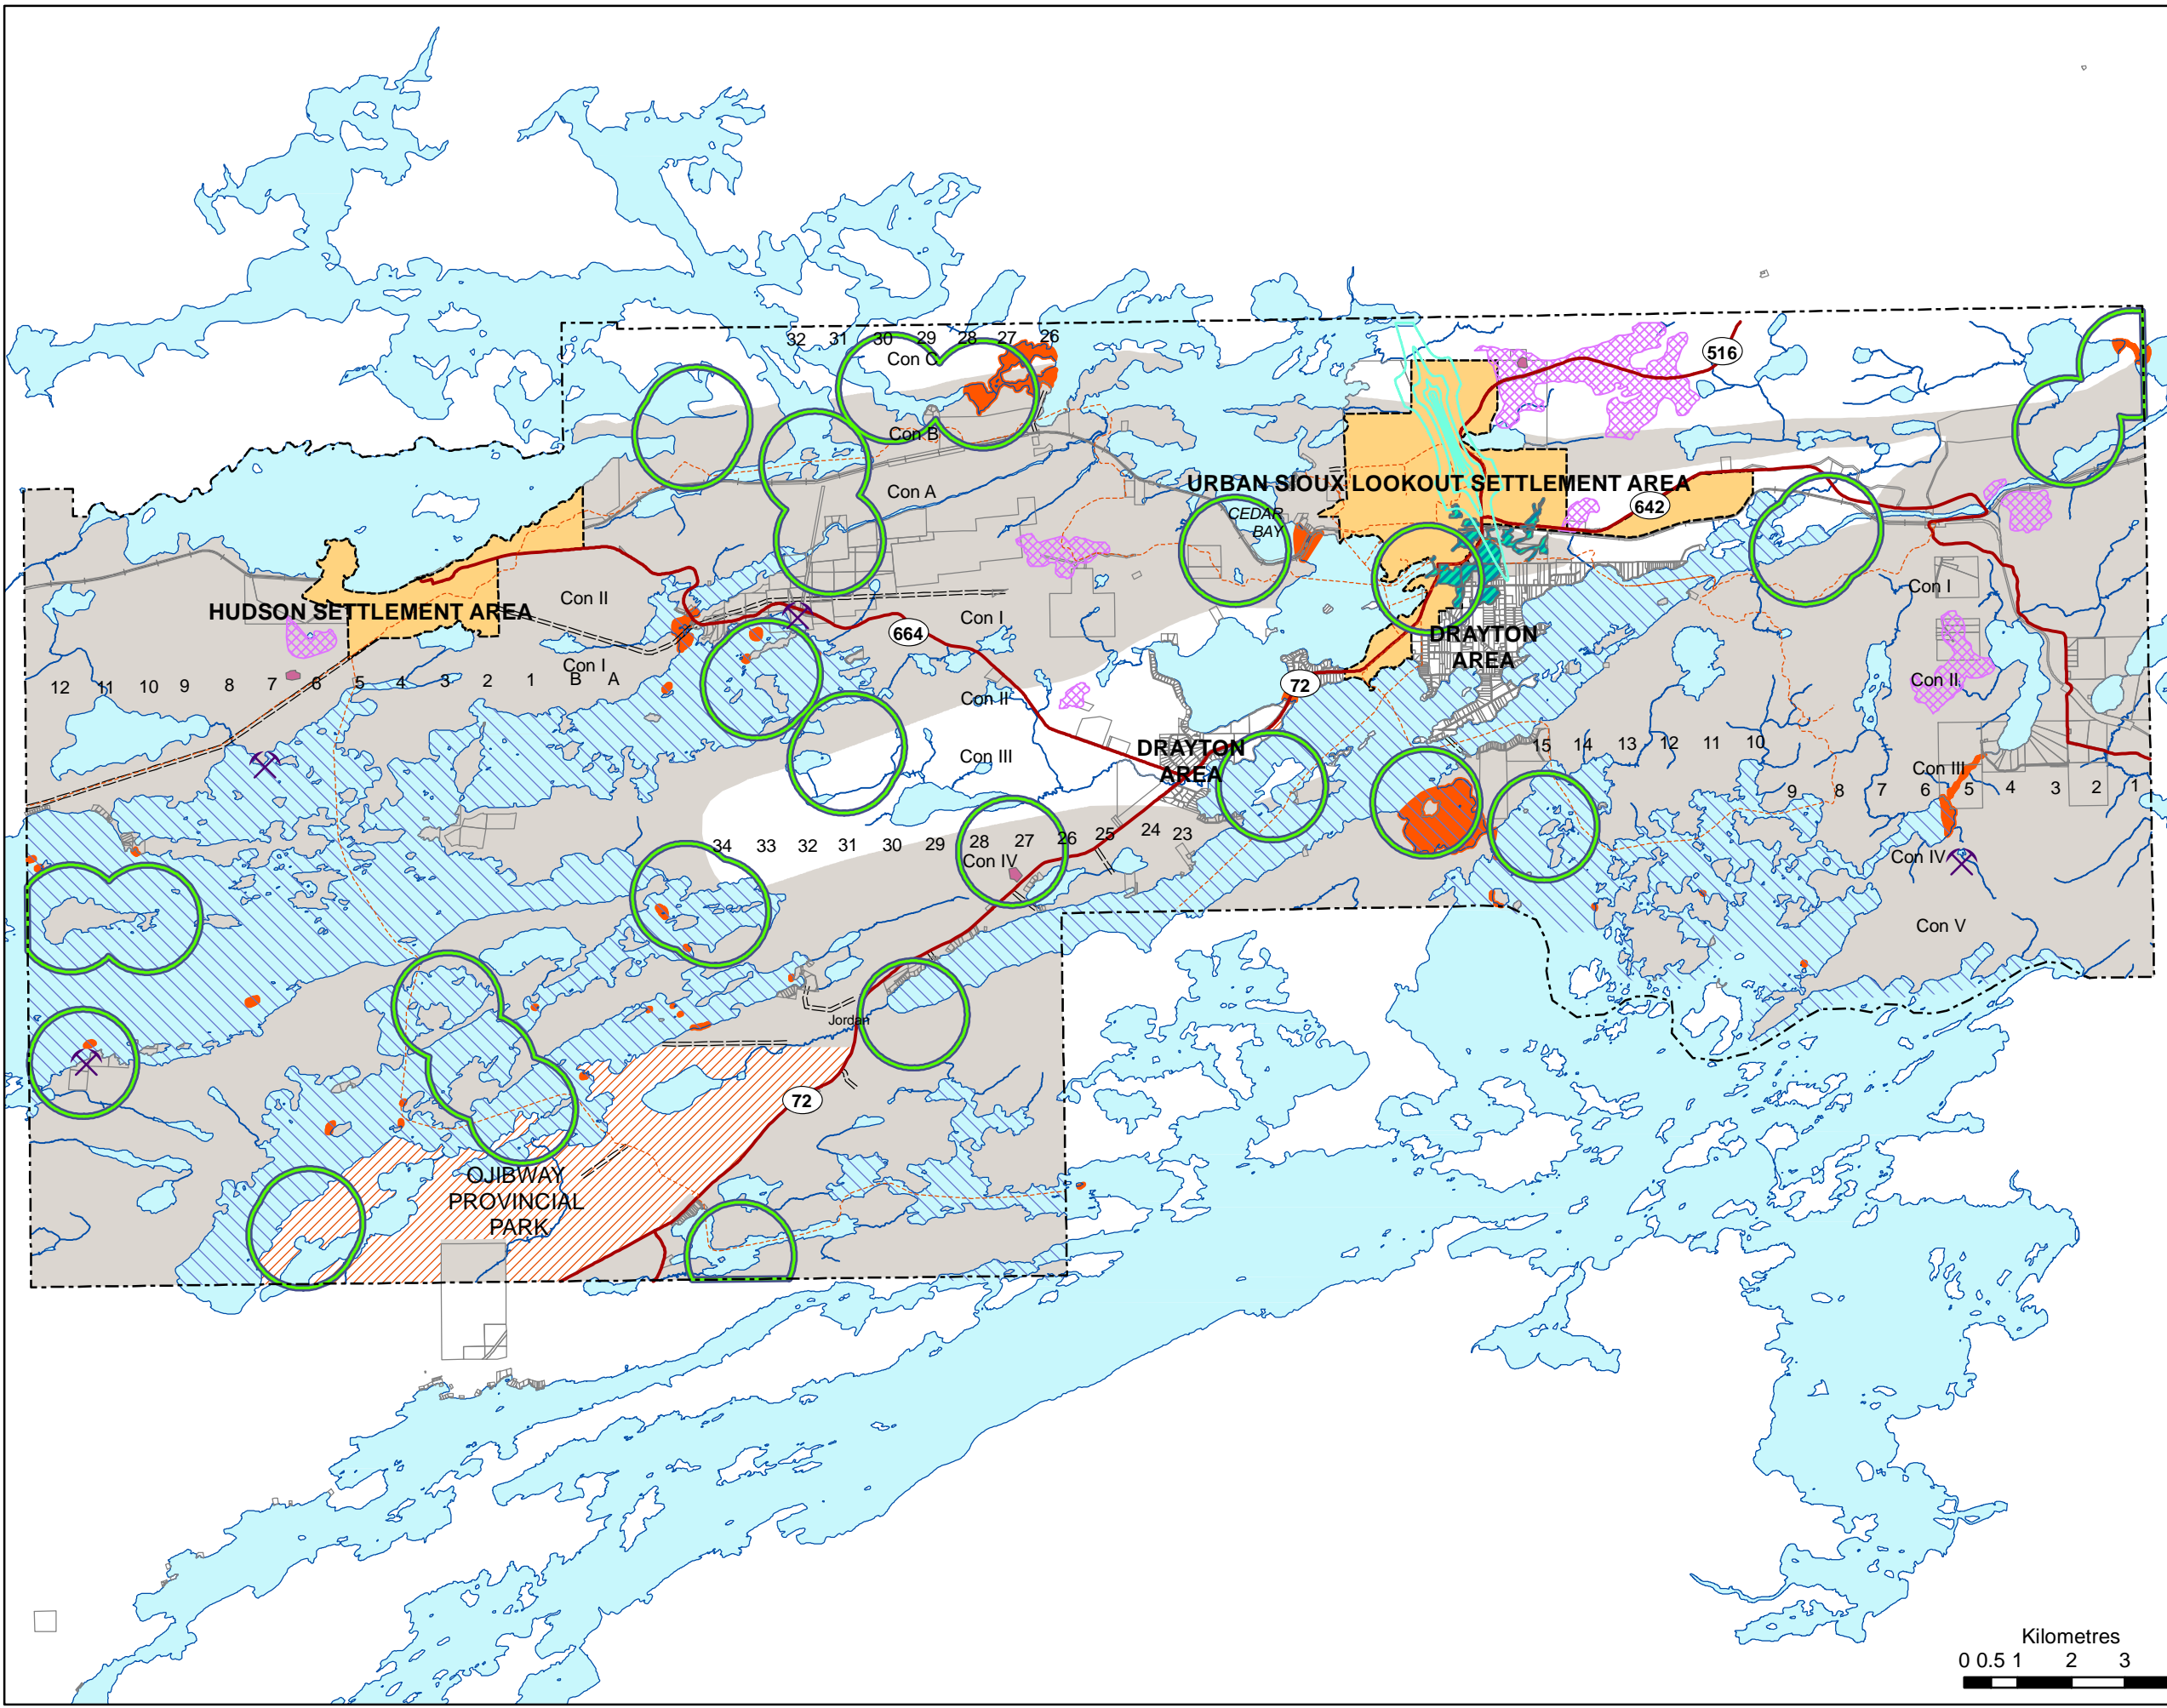 32 31 30 29 28 27 26
Con C
516
Con B
URBAN SIOUX LOOKOUT SETTLEMENT AREA
Con A
642
CEDAR
BAY
Con II
HUDSON SETTLEMENT AREA
Con I
Con I
664
DRAYTON
AREA
Con I
B A
12 11 10 9 8 7 6 5 4 3 2 1
Con II
72
Con II
DRAYTON
AREA
Con III
15 14 13 12 11 10
Con III
9 8 7 6 5 4 3 2 1
34 33 32 31 30 29 28 27 26 25 24 23
Con IV
Con IV
Con V
Jordan
72
OJIBWAY
PROVINCIAL
PARK
Kilometres
0 0.5 1 2 3